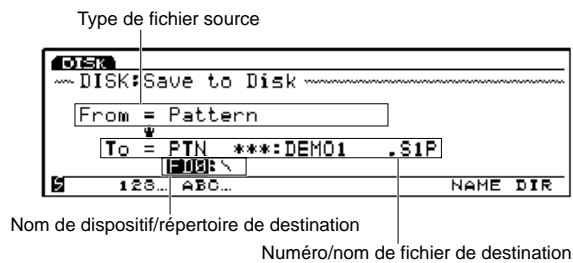 Type de fichier source
DISK
DISK:Save to Disk
From = Pattern
To = PTN ***:DEMO1 .S1P
FDD:\
123... ABC... NAME DIR
Nom de dispositif/répertoire de destination
Numéro/nom de fichier de destination